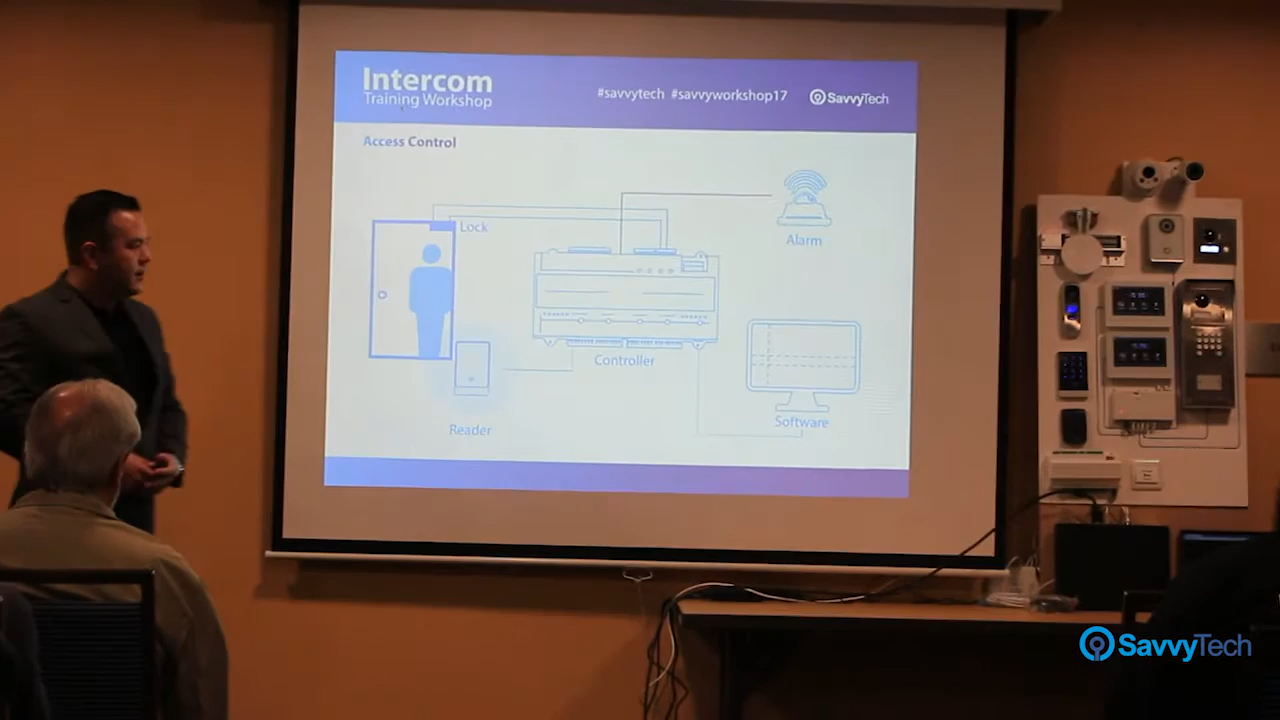 Intercom
Training Workshop
#savvytech #savvyworkshop17
SavvyTech
Access Control
Lock
Alarm
Controller
Reader
Software
SavvyTech